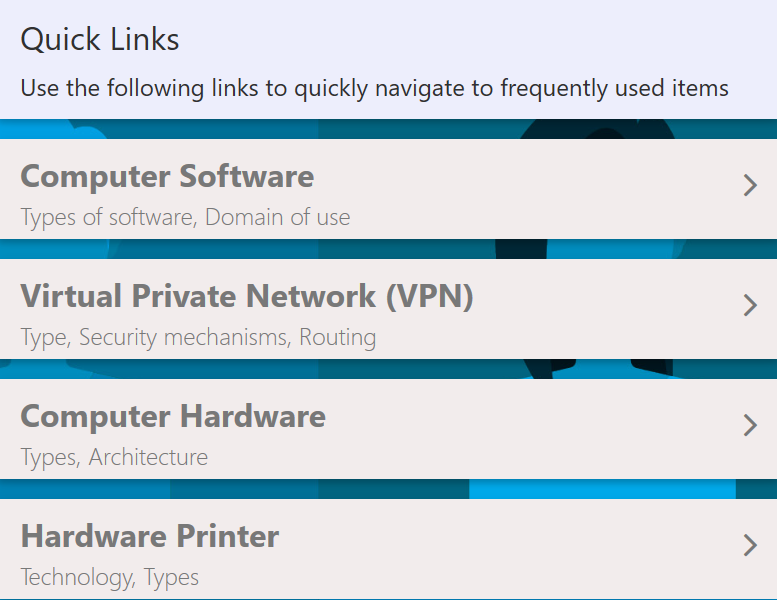 Quick Links
Use the following links to quickly navigate to frequently used items
Computer Software
Types of software, Domain of use
Virtual Private Network (VPN)
Type, Security mechanisms, Routing
Computer Hardware
Types, Architecture
Hardware Printer
Technology, Types